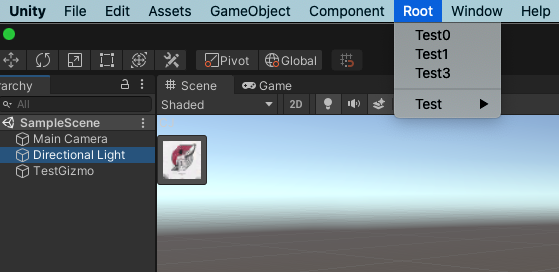 Unity File Edit Assets GameObject Component Root Window Help
Test0
Test1
Test3
Test
Pivot Global
rarchy
All
Scene Game
Shaded 2D
SampleScene
Main Camera
Directional Light
TestGizmo